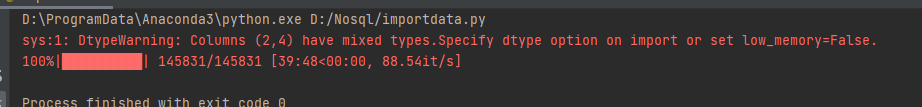 D:\ProgramData\Anaconda3\python.exe D:/Nosql/importdata.py
sys:1: DtypeWarning: Columns (2,4) have mixed types.Specify dtype option on import or set low_memory=False.
100%|██████████| 145831/145831 [39:48<00:00, 88.54it/s]
Process finished with exit code 0